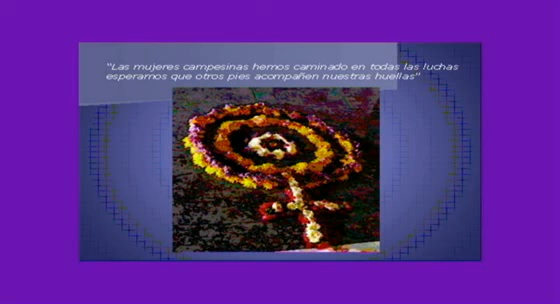 "Las mujeres campesinas hemos caminado en todas las luchas
esperamos que otros pies acompañen nuestras huellas"